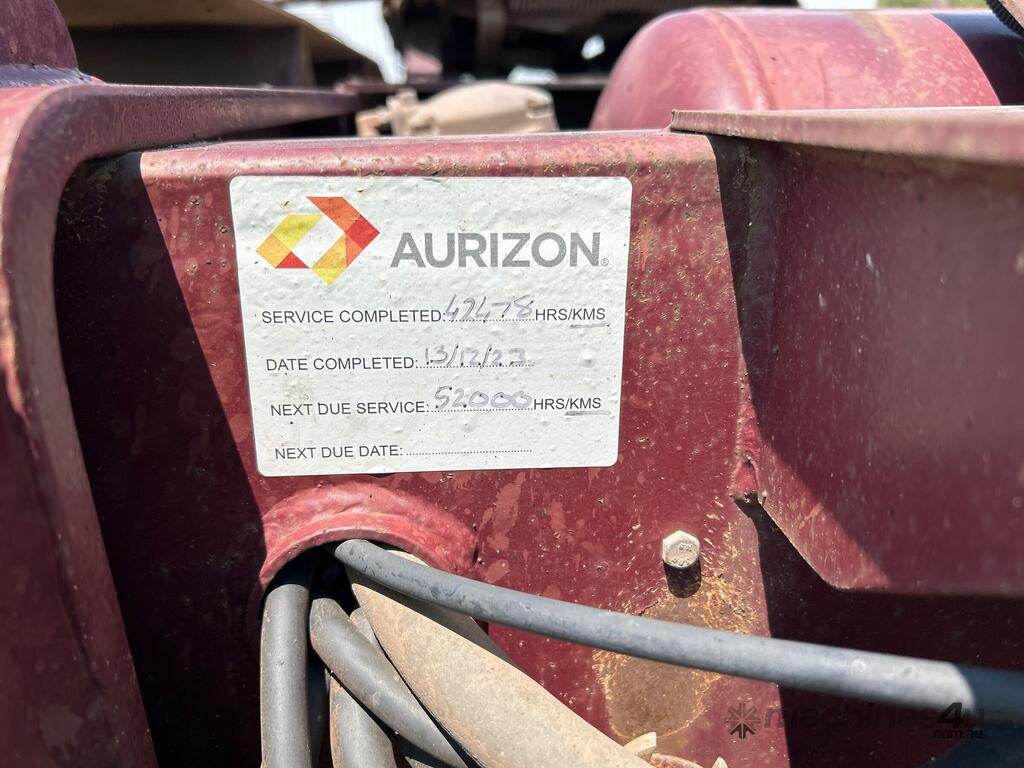 AURIZON®
SERVICE COMPLETED: 42478 HRS/KMS
DATE COMPLETED: 13/12/23
NEXT DUE SERVICE: 52000 HRS/KMS
NEXT DUE DATE:
machines4u
.com.au